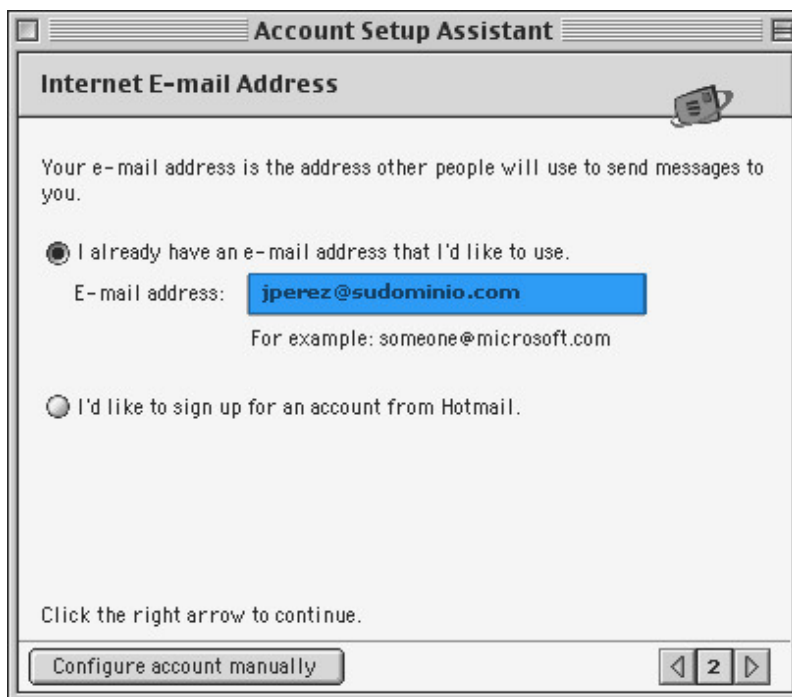 Account Setup Assistant
Internet E-mail Address
Your e-mail address is the address other people will use to send messages to
you.
I already have an e-mail address that I'd like to use.
E-mail address: jperez@sudominio.com
For example: someone@microsoft.com
I'd like to sign up for an account from Hotmail.
Click the right arrow to continue.
Configure account manually 2